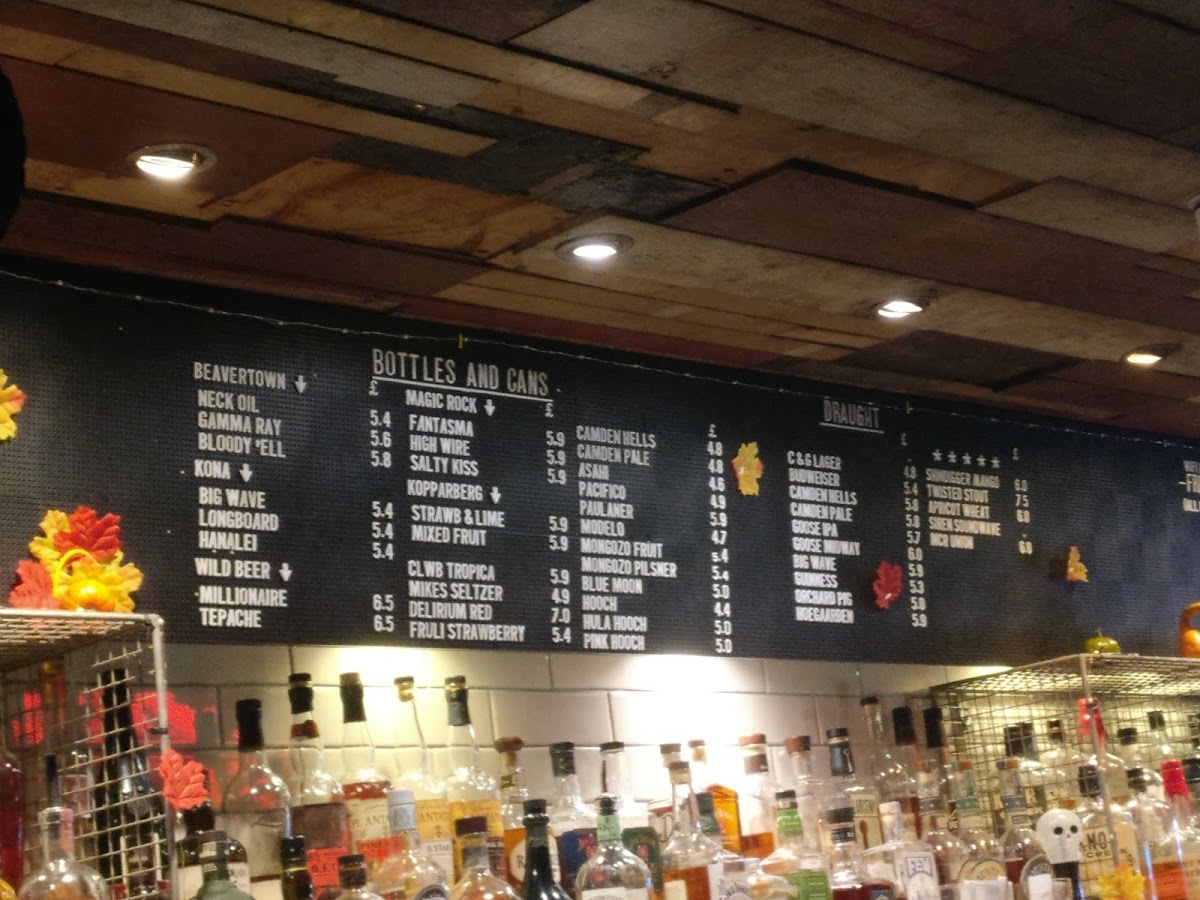 BOTTLES AND CANS
£
BEAVERTOWN ↓
NECK OIL 5.4
GAMMA RAY 5.6
BLOODY 'ELL 5.8
KONA ↓
BIG WAVE 5.4
LONGBOARD 5.4
HANALEI 5.4
WILD BEER ↓
MILLIONAIRE 6.5
TEPACHE 6.5
£
MAGIC ROCK ↓
FANTASMA 5.9
HIGH WIRE 5.9
SALTY KISS 5.9
KOPPARBERG ↓
STRAWB & LIME 5.9
MIXED FRUIT 5.9
CLWB TROPICA 5.9
MIKES SELTZER 4.9
DELIRIUM RED 7.0
FRULI STRAWBERRY 5.4
£
CAMDEN HELLS 4.8
CAMDEN PALE 4.8
ASAHI 4.6
PACIFICO 4.9
PAULANER 5.9
MODELO 4.7
MONGOZO FRUIT 5.4
MONGOZO PILSNER 5.4
BLUE MOON 5.0
HOOCH 4.4
HULA HOOCH 5.0
PINK HOOCH 5.0
DRAUGHT
£
C & G LAGER 4.8
BUDWEISER 5.4
CAMDEN HELLS 5.8
CAMDEN PALE 5.8
GOOSE IPA 5.7
GOOSE MIDWAY 6.0
BIG WAVE 5.9
GUINNESS 5.3
ORCHARD PIG 5.8
HOEGAARDEN 5.9
£
★★★★★
MANGO 6.0
TWISTED STOUT 7.5
APRICOT WHEAT 6.0
SIREN SOUNDWAVE
MCR UNION 6.0